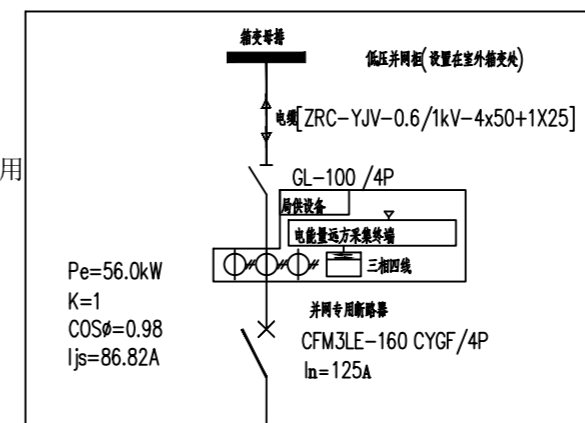 箱变母排
低压并网柜(设置在室外箱变处)
电缆[ZRC-YJV-0.6/1kV-4x50+1X25]
用
GL-100 /4P
局供设备
电能量远方采集终端
三相四线
Pe=56.0kW
K=1
COSø=0.98
Ijs=86.82A
并网专用断路器
CFM3LE-160 CYGF/4P
In=125A